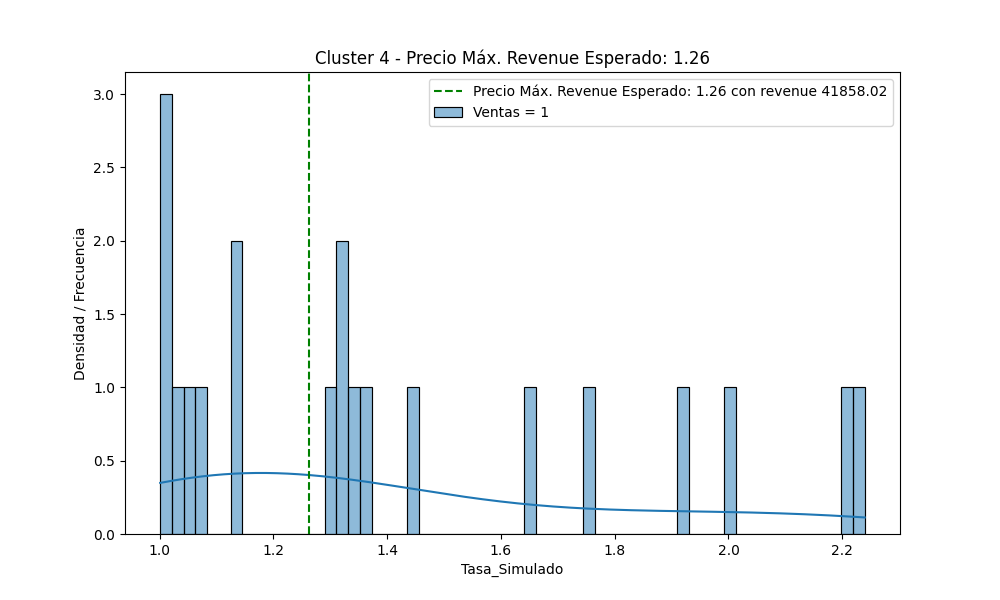 Cluster 4 - Precio Máx. Revenue Esperado: 1.26
Precio Máx. Revenue Esperado: 1.26 con revenue 41858.02
Ventas = 1
Densidad / Frecuencia
3.0
2.5
2.0
1.5
1.0
0.5
0.0
1.0 1.2 1.4 1.6 1.8 2.0 2.2
Tasa_Simulado